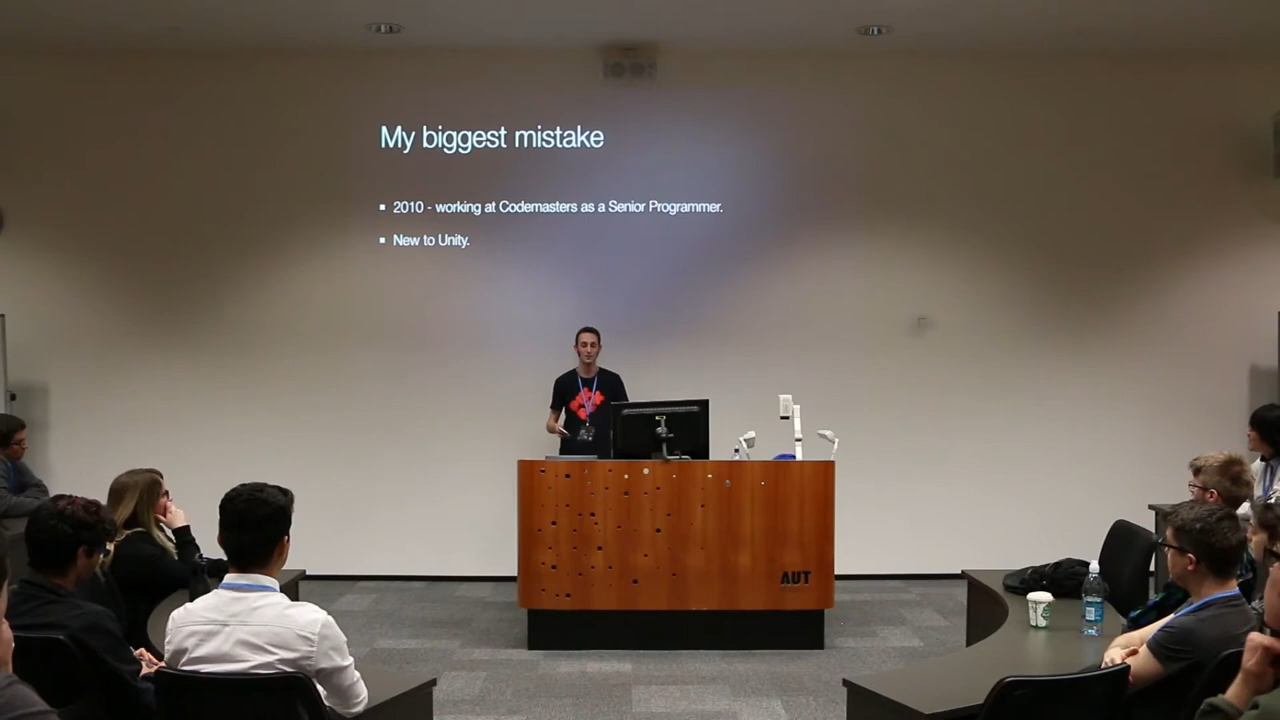 My biggest mistake
2010 - working at Codemasters as a Senior Programmer.
New to Unity.
AUT